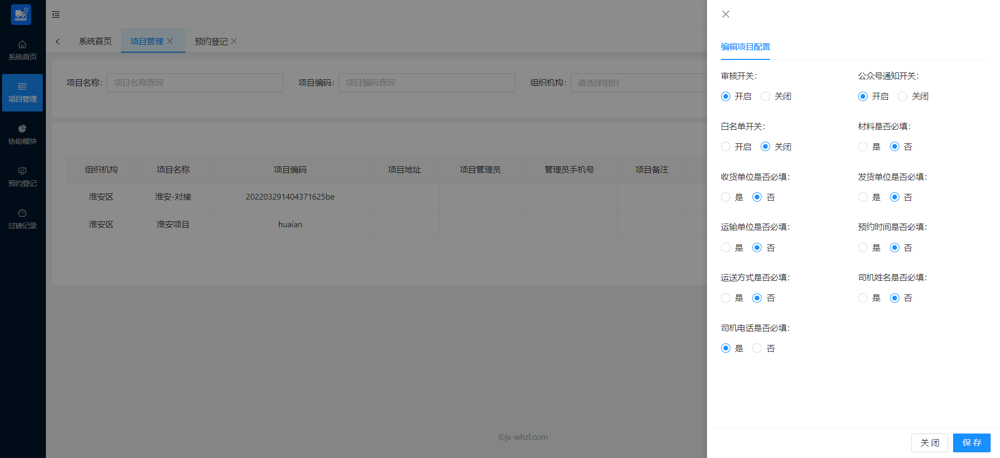 系统首页
项目管理
协助模块
预约登记
过磅记录
系统首页
项目管理
预约登记
项目名称:
项目名称查询
项目编码:
项目编码查询
组织机构:
请选择组织
组织机构 项目名称 项目编码 项目地址 项目管理员 管理员手机号 项目备注
淮安区 淮安-对接 202203291404371625be
淮安区 淮安项目 huaian
©js-whzl.com
编辑项目配置
审核开关:
开启 关闭
公众号通知开关:
开启 关闭
白名单开关:
开启 关闭
材料是否必填:
是 否
收货单位是否必填:
是 否
发货单位是否必填:
是 否
运输单位是否必填:
是 否
预约时间是否必填:
是 否
运送方式是否必填:
是 否
司机姓名是否必填:
是 否
司机电话是否必填:
是 否
关 闭
保 存